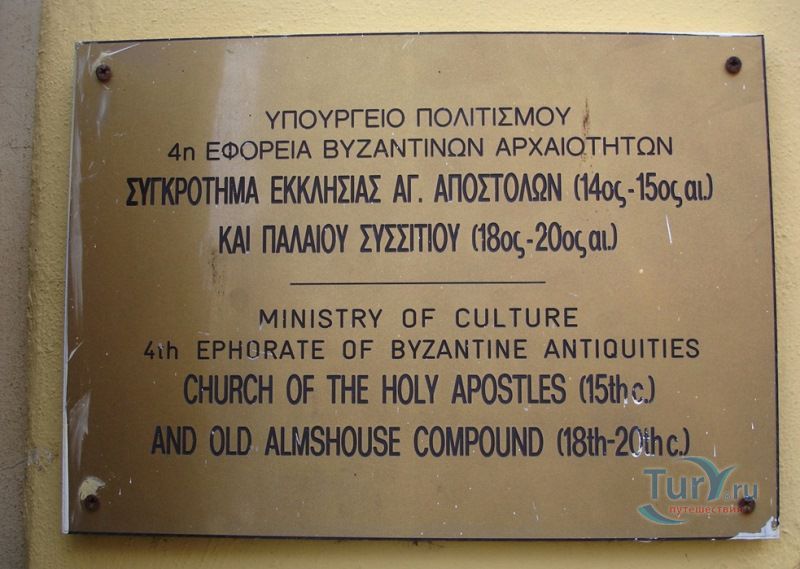 ΥΠΟΥΡΓΕΙΟ ΠΟΛΙΤΙΣΜΟΥ
4η ΕΦΟΡΕΙΑ ΒΥΖΑΝΤΙΝΩΝ ΑΡΧΑΙΟΤΗΤΩΝ
ΣΥΓΚΡΟΤΗΜΑ ΕΚΚΛΗΣΙΑΣ ΑΓ. ΑΠΟΣΤΟΛΩΝ (14ος-15ος αι.)
ΚΑΙ ΠΑΛΑΙΟΥ ΣΥΣΣΙΤΙΟΥ (18ος-20ος αι.)
MINISTRY OF CULTURE
4th EPHORATE OF BYZANTINE ANTIQUITIES
CHURCH OF THE HOLY APOSTLES (15th c.)
AND OLD ALMSHOUSE COMPOUND (18th-20th c.)
Tury.ru
путешествия